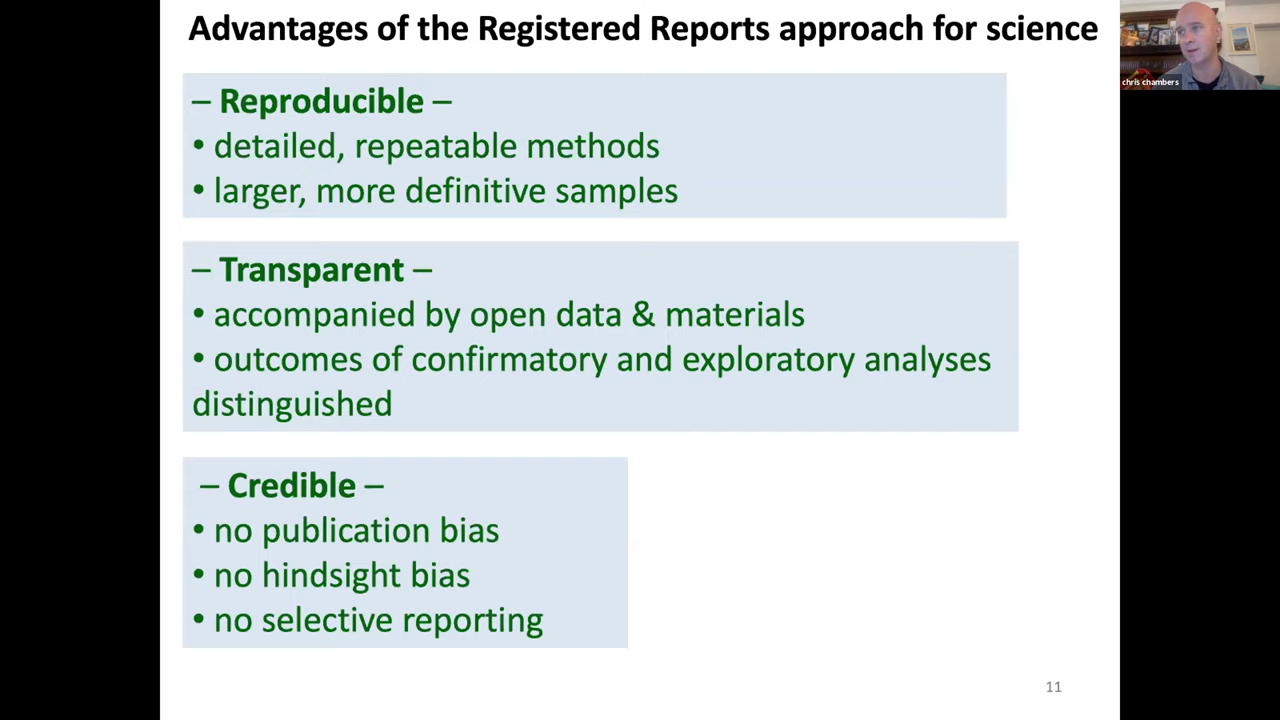 Advantages of the Registered Reports approach for science
– Reproducible –
• detailed, repeatable methods
• larger, more definitive samples
– Transparent –
• accompanied by open data & materials
• outcomes of confirmatory and exploratory analyses
distinguished
– Credible –
• no publication bias
• no hindsight bias
• no selective reporting
11
chris chambers